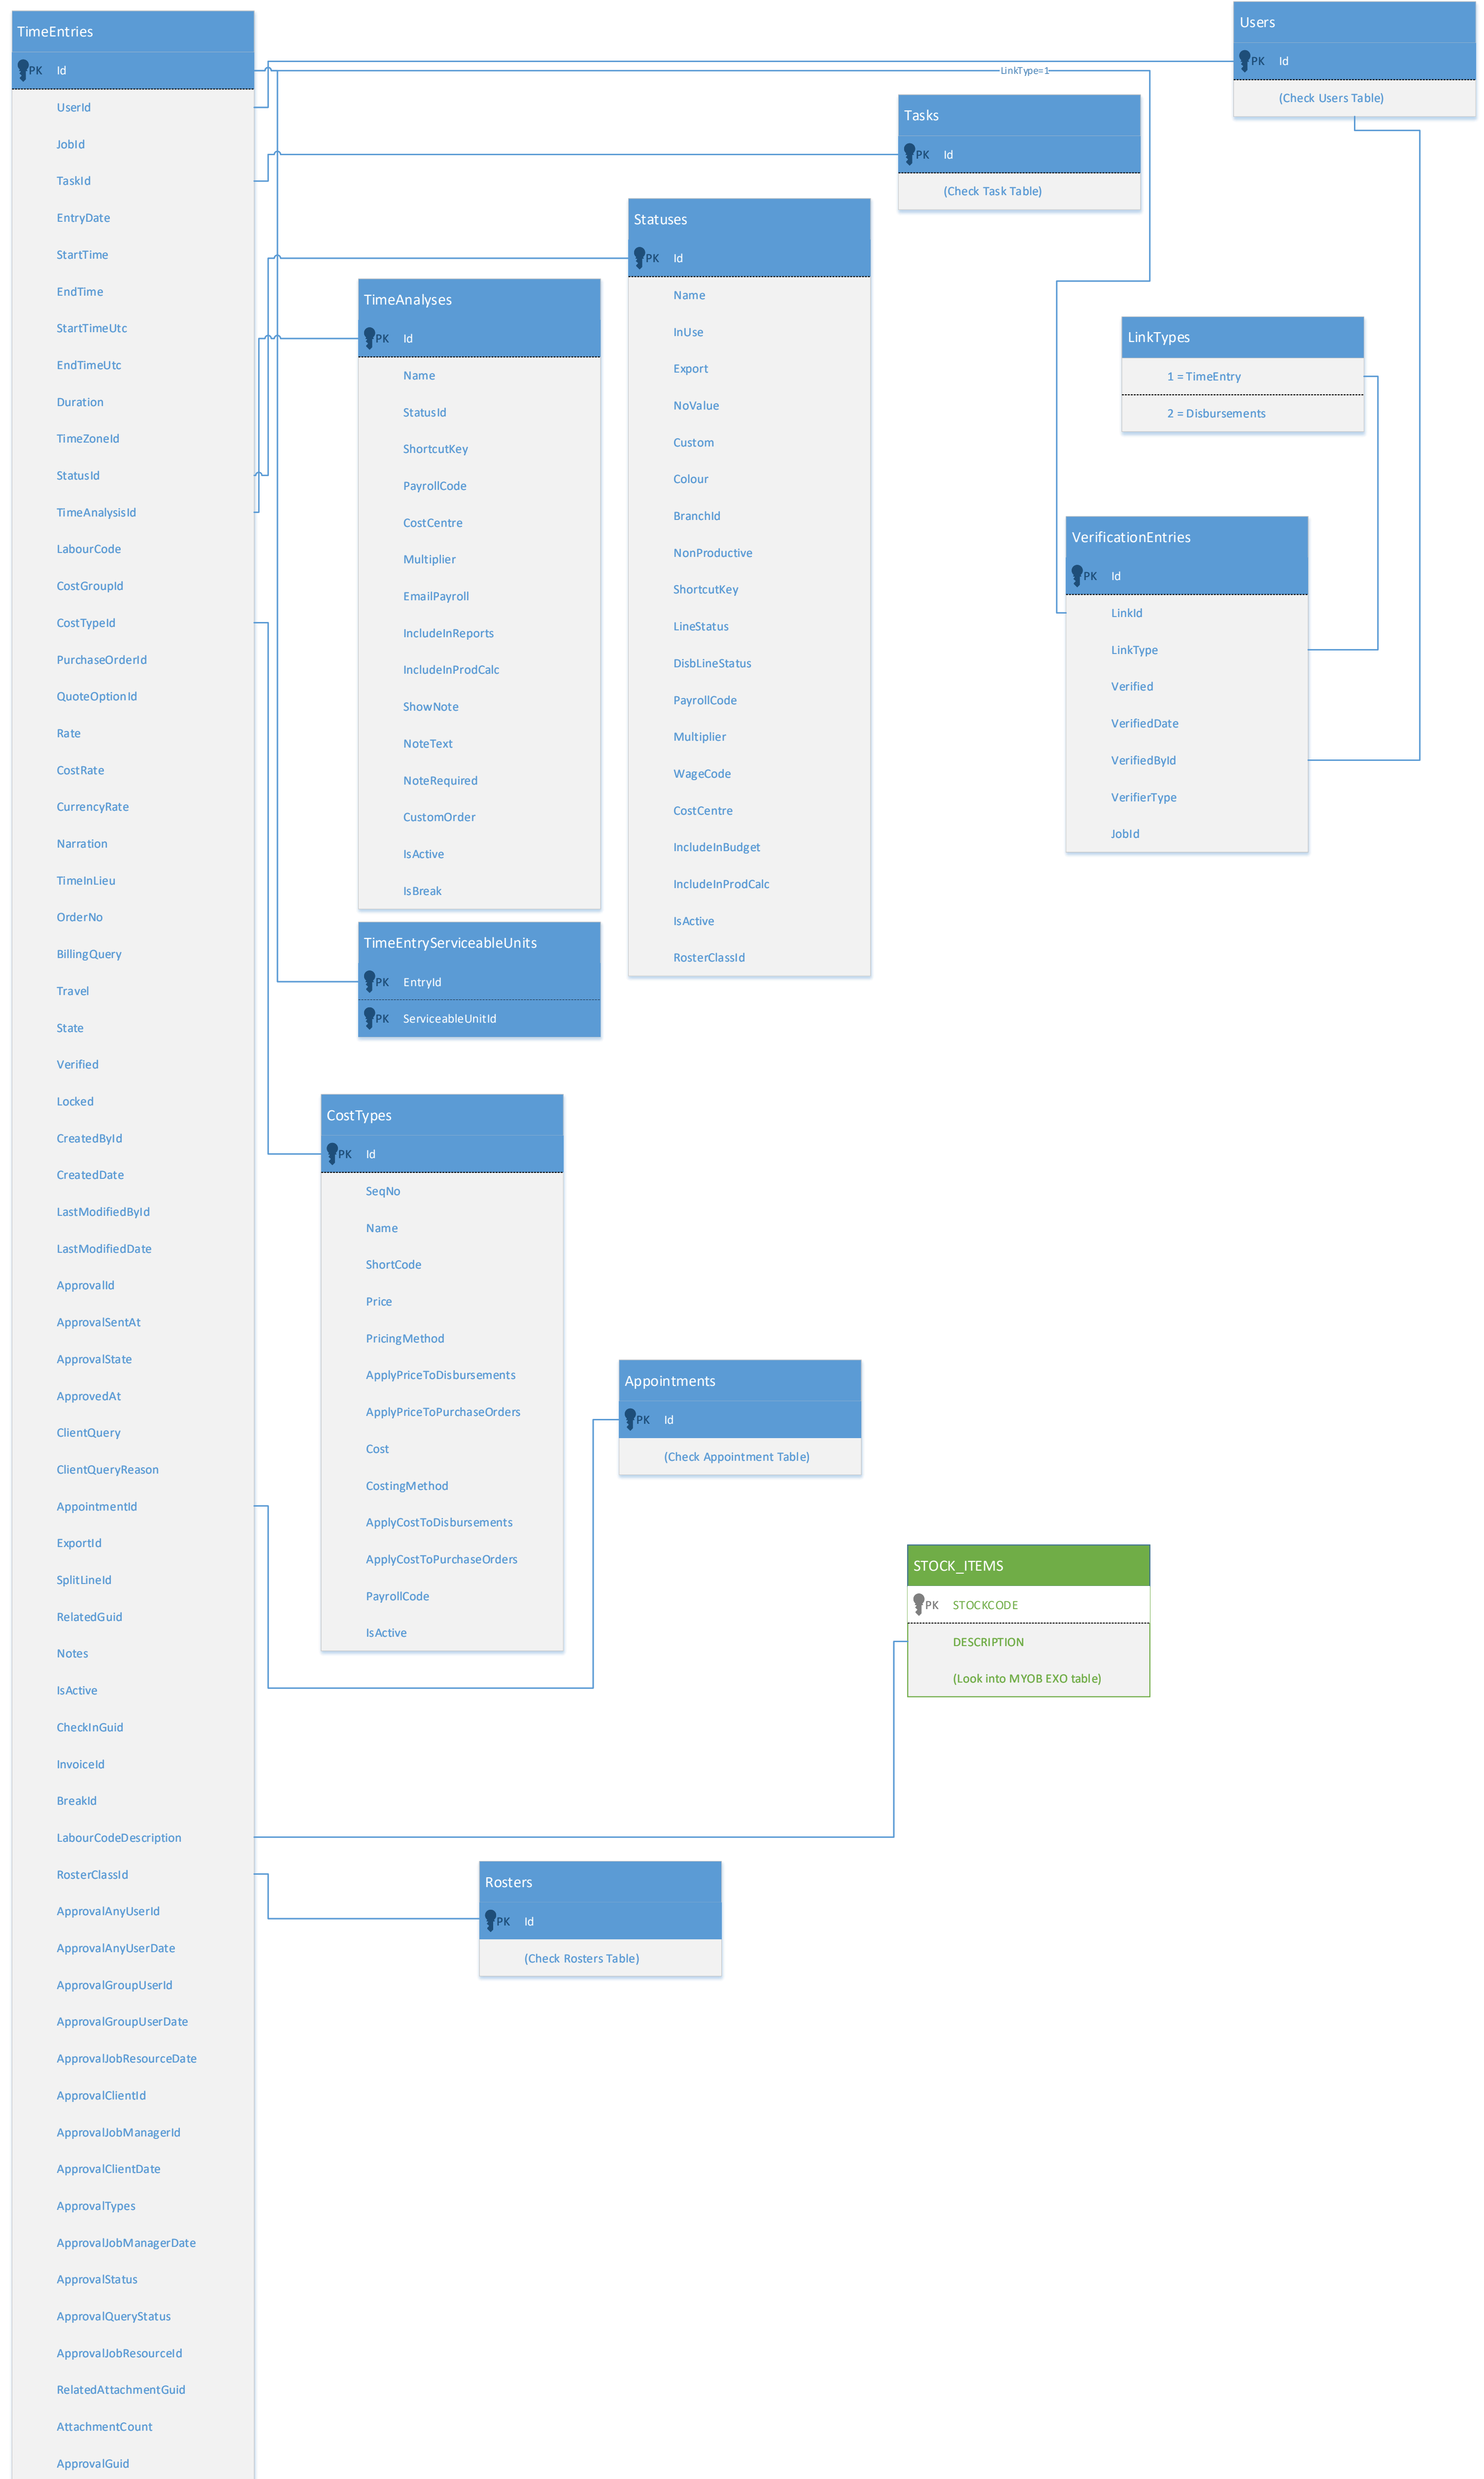 TimeEntries
PK Id
UserId
JobId
TaskId
EntryDate
StartTime
EndTime
StartTimeUtc
EndTimeUtc
Duration
TimeZoneId
StatusId
TimeAnalysisId
LabourCode
CostGroupId
CostTypeId
PurchaseOrderId
QuoteOptionId
Rate
CostRate
CurrencyRate
Narration
TimeInLieu
OrderNo
BillingQuery
Travel
State
Verified
Locked
CreatedById
CreatedDate
LastModifiedById
LastModifiedDate
ApprovalId
ApprovalSentAt
ApprovalState
ApprovedAt
ClientQuery
ClientQueryReason
AppointmentId
ExportId
SplitLineId
RelatedGuid
Notes
IsActive
CheckInGuid
InvoiceId
BreakId
LabourCodeDescription
RosterClassId
ApprovalAnyUserId
ApprovalAnyUserDate
ApprovalGroupUserId
ApprovalGroupUserDate
ApprovalJobResourceDate
ApprovalClientId
ApprovalJobManagerId
ApprovalClientDate
ApprovalTypes
ApprovalJobManagerDate
ApprovalStatus
ApprovalQueryStatus
ApprovalJobResourceId
RelatedAttachmentGuid
AttachmentCount
ApprovalGuid
TimeAnalyses
PK Id
Name
StatusId
ShortcutKey
PayrollCode
CostCentre
Multiplier
EmailPayroll
IncludeInReports
IncludeInProdCalc
ShowNote
NoteText
NoteRequired
CustomOrder
IsActive
IsBreak
TimeEntryServiceableUnits
PK EntryId
PK ServiceableUnitId
CostTypes
PK Id
SeqNo
Name
ShortCode
Price
PricingMethod
ApplyPriceToDisbursements
ApplyPriceToPurchaseOrders
Cost
CostingMethod
ApplyCostToDisbursements
ApplyCostToPurchaseOrders
PayrollCode
IsActive
Statuses
PK Id
Name
InUse
Export
NoValue
Custom
Colour
BranchId
NonProductive
ShortcutKey
LineStatus
DisbLineStatus
PayrollCode
Multiplier
WageCode
CostCentre
IncludeInBudget
IncludeInProdCalc
IsActive
RosterClassId
Appointments
PK Id
(Check Appointment Table)
Rosters
PK Id
(Check Rosters Table)
Tasks
PK Id
(Check Task Table)
STOCK_ITEMS
PK STOCKCODE
DESCRIPTION
(Look into MYOB EXO table)
LinkType=1
Users
PK Id
(Check Users Table)
LinkTypes
1 = TimeEntry
2 = Disbursements
VerificationEntries
PK Id
LinkId
LinkType
Verified
VerifiedDate
VerifiedById
VerifierType
JobId